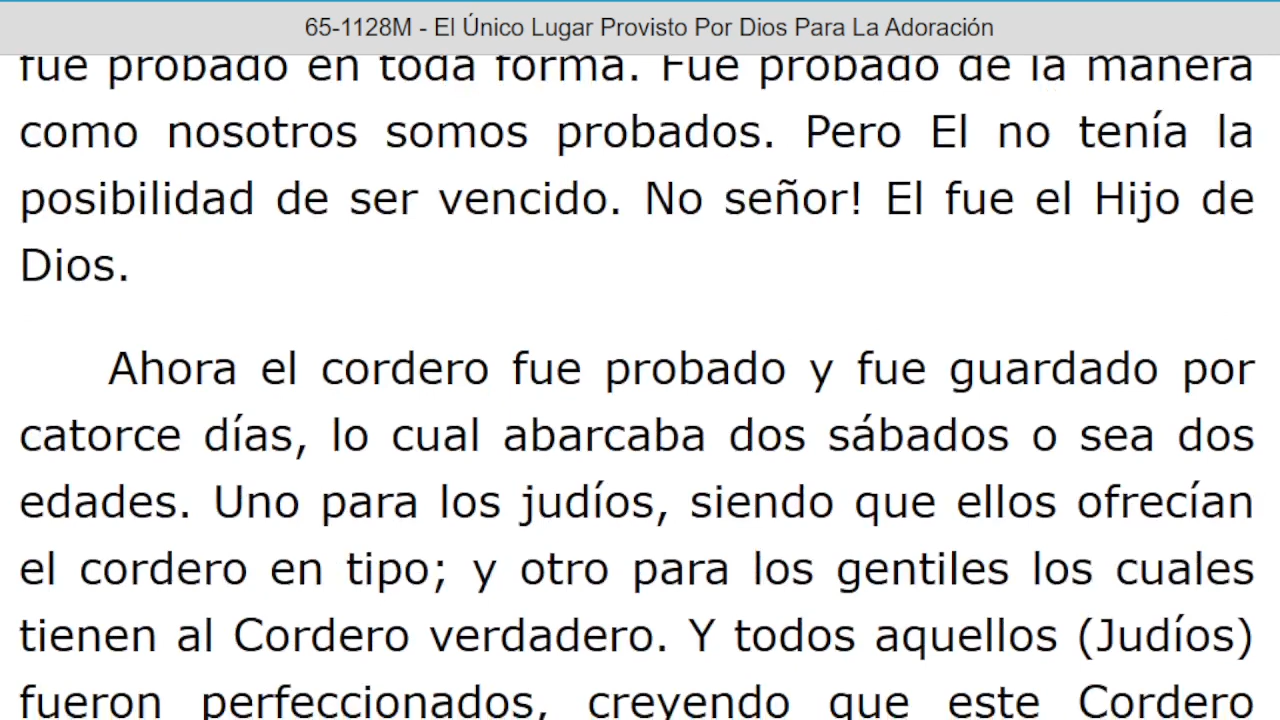 65-1128M - El Único Lugar Provisto Por Dios Para La Adoración
fue probado en toda forma. Fue probado de la manera
como nosotros somos probados. Pero El no tenía la
posibilidad de ser vencido. No señor! El fue el Hijo de
Dios.
Ahora el cordero fue probado y fue guardado por
catorce días, lo cual abarcaba dos sábados o sea dos
edades. Uno para los judíos, siendo que ellos ofrecían
el cordero en tipo; y otro para los gentiles los cuales
tienen al Cordero verdadero. Y todos aquellos (Judíos)
fueron perfeccionados, creyendo que este Cordero